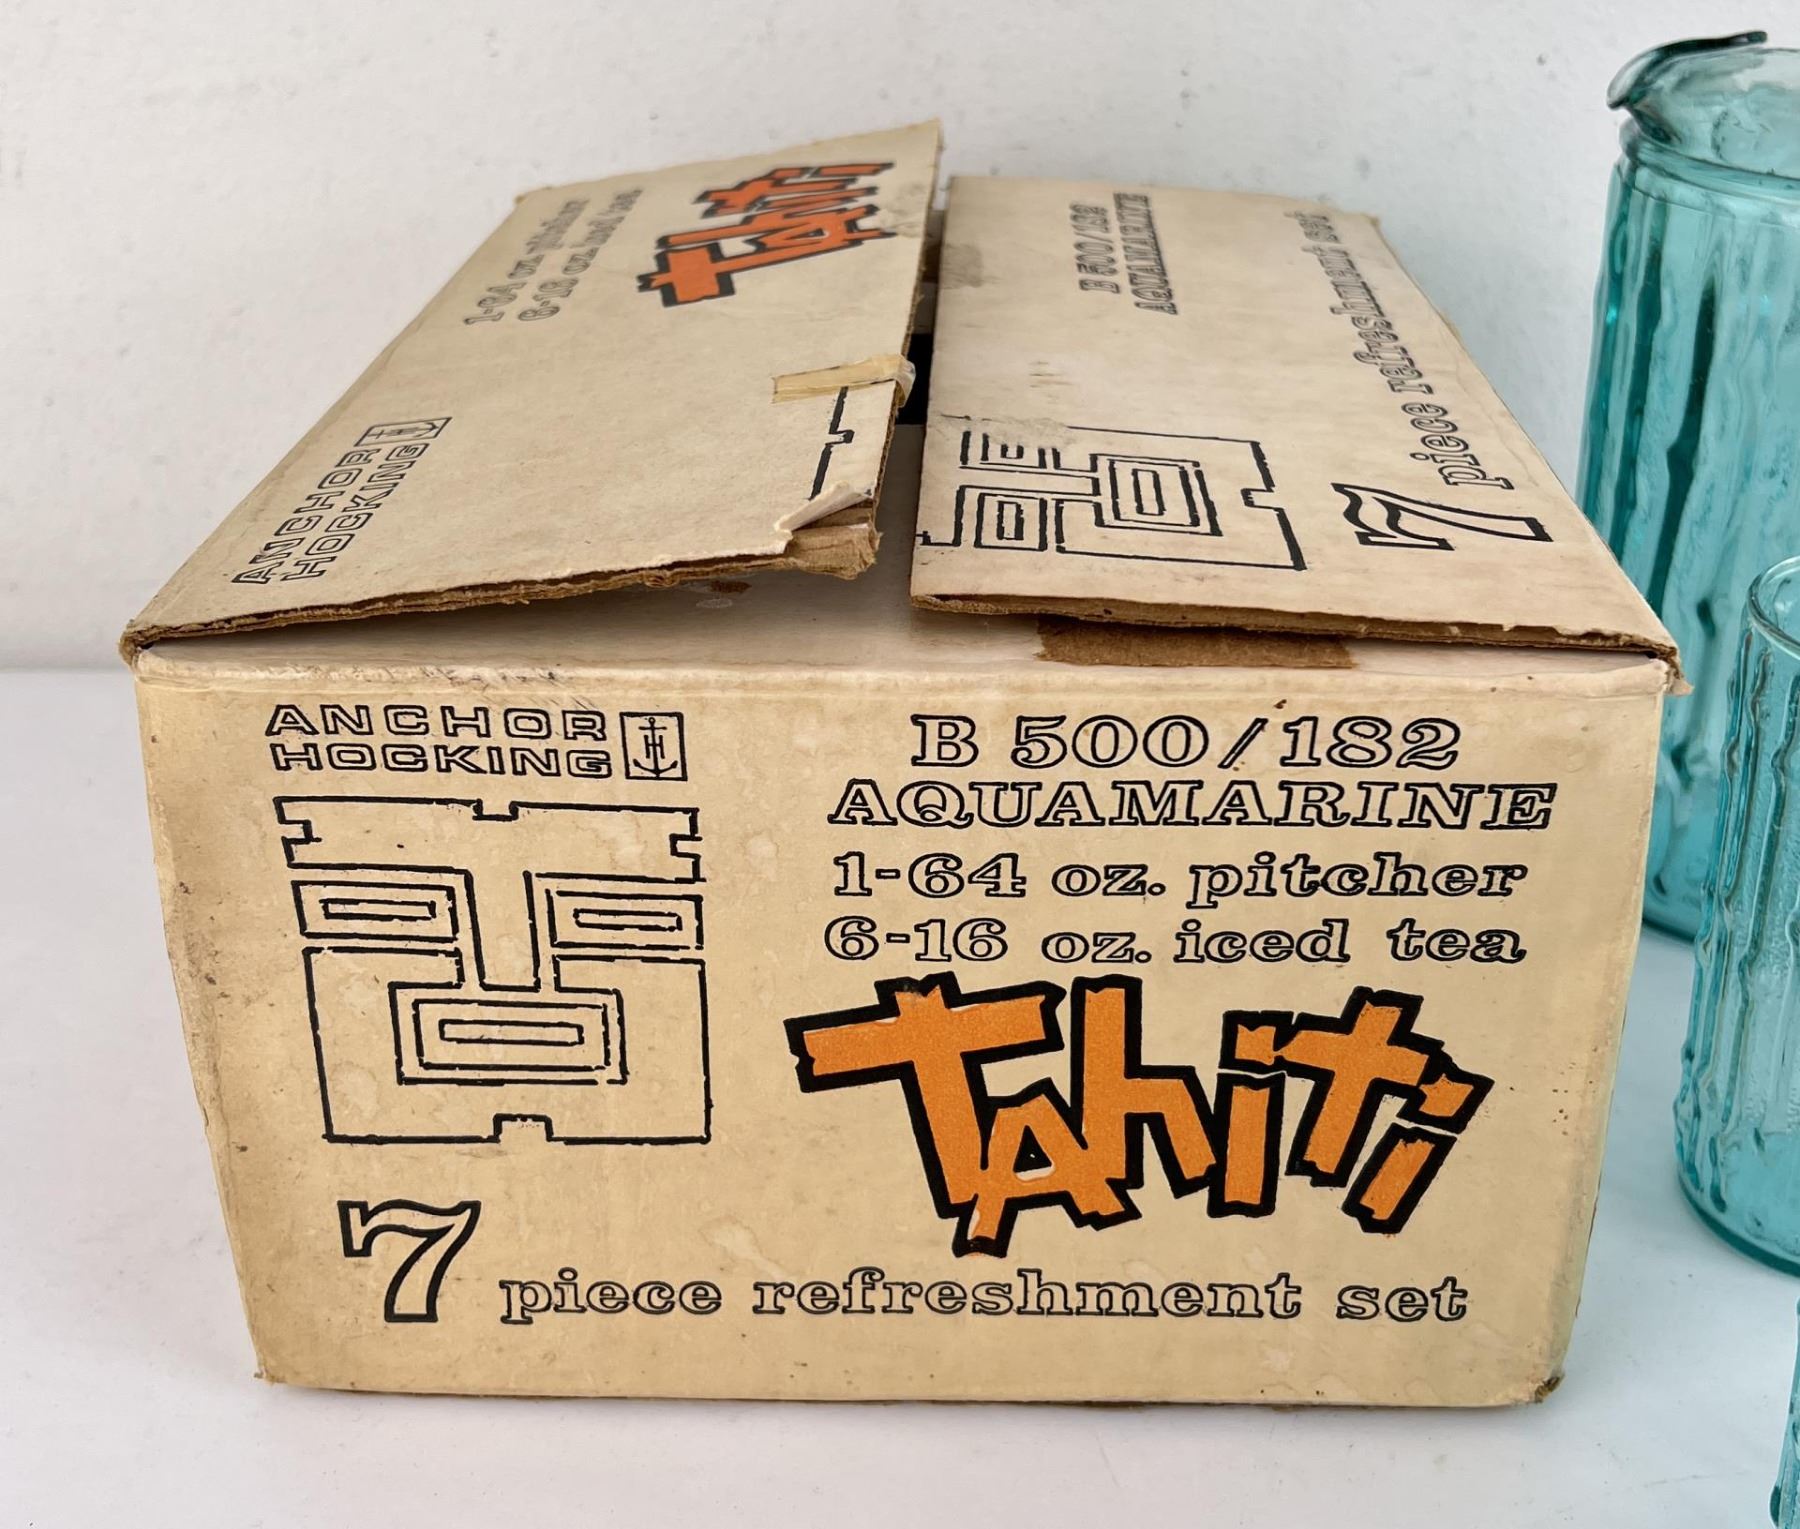 1-64 oz. pitcher
6-16 oz. iced tea
Tahiti
ANCHOR
HOCKING
B 500/182
AQUAMARINE
7 piece refreshment set
ANCHOR
HOCKING
B 500/182
AQUAMARINE
1-64 oz. pitcher
6-16 oz. iced tea
Tahiti
7 piece refreshment set